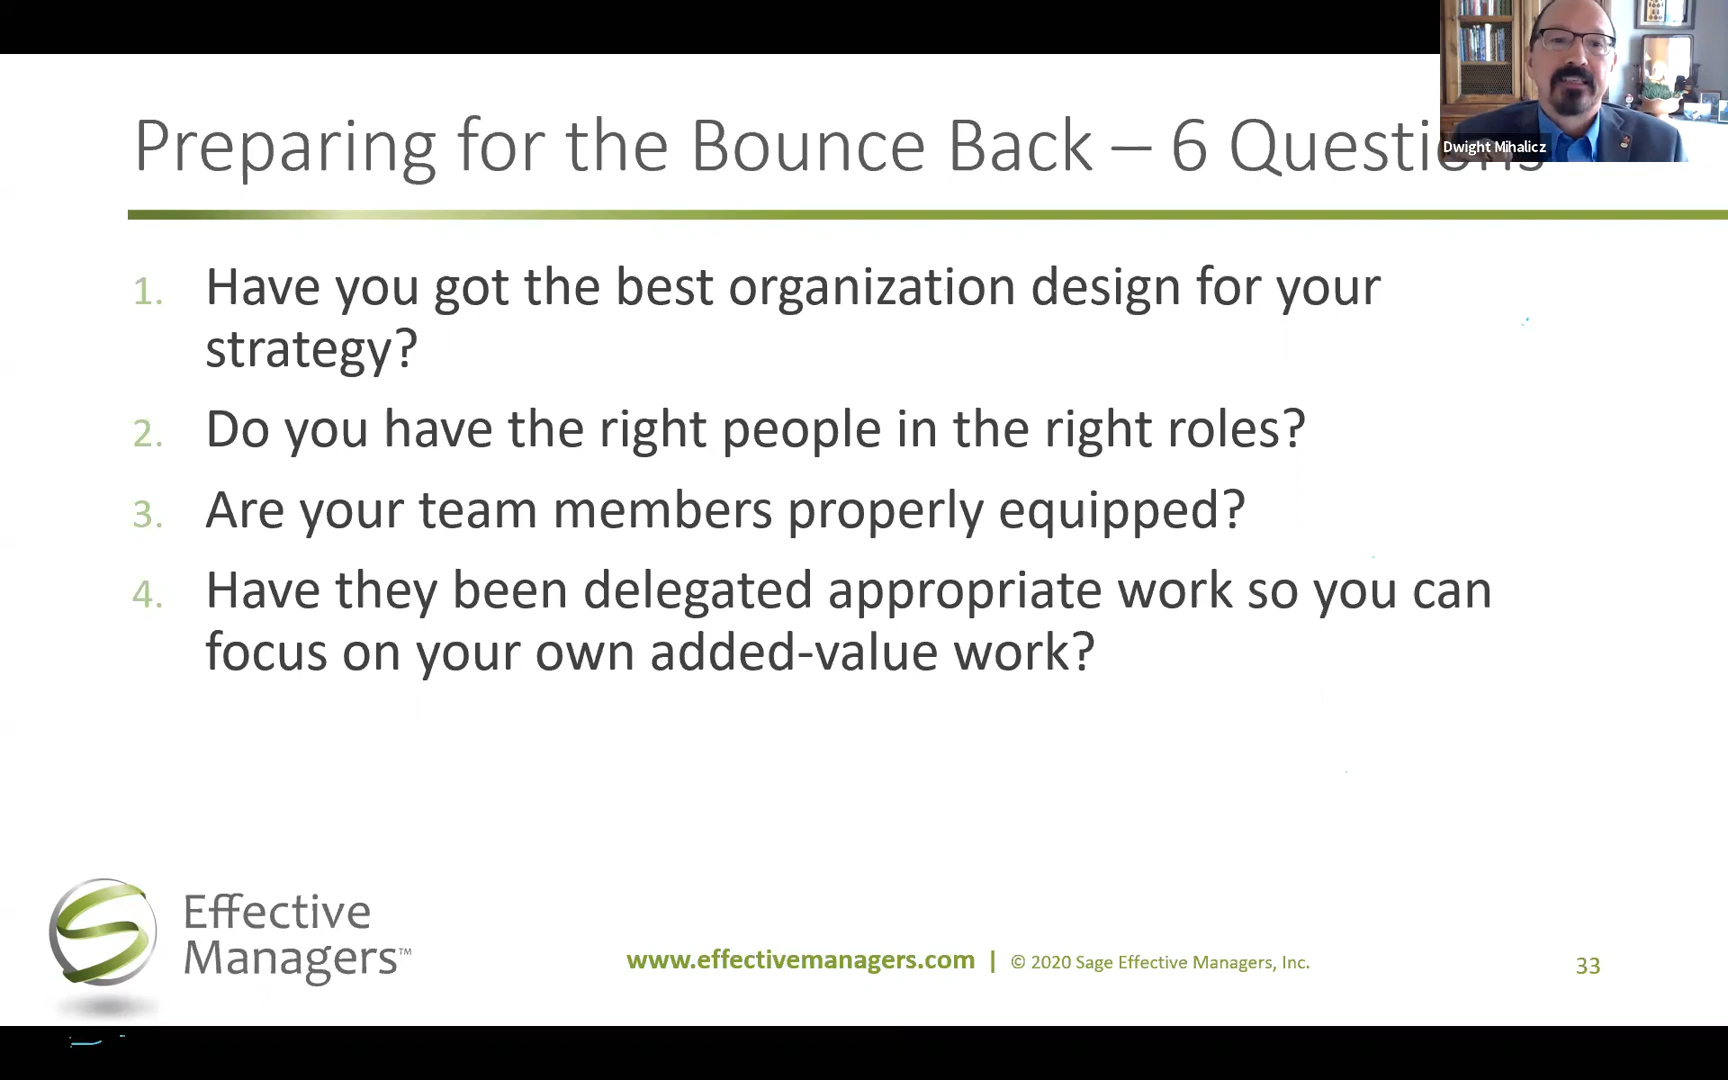 Preparing for the Bounce Back – 6 Questions
Dwight Mihalicz
1. Have you got the best organization design for your
strategy?
2. Do you have the right people in the right roles?
3. Are your team members properly equipped?
4. Have they been delegated appropriate work so you can
focus on your own added-value work?
Effective
Managers™
www.effectivemanagers.com | © 2020 Sage Effective Managers, Inc.
33